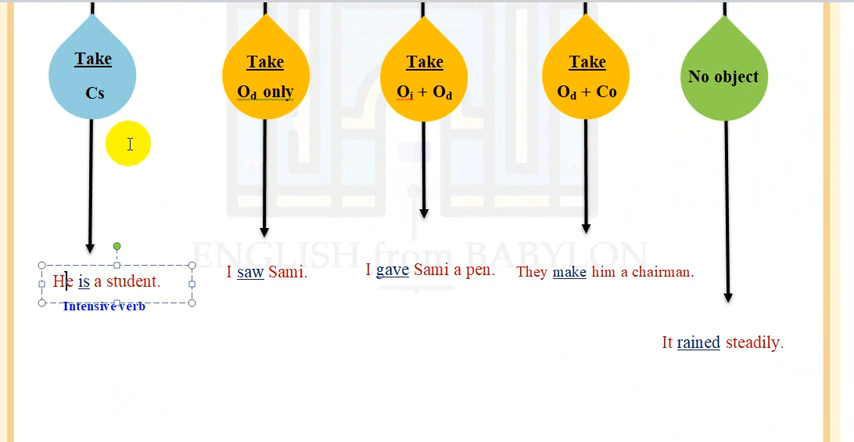 Take
Cs
Take
Od only
Take
Oi + Od
Take
Od + Co
No object
ENGLISH from BABYLON
He is a student.
Intensive verb
I saw Sami.
I gave Sami a pen.
They make him a chairman.
It rained steadily.